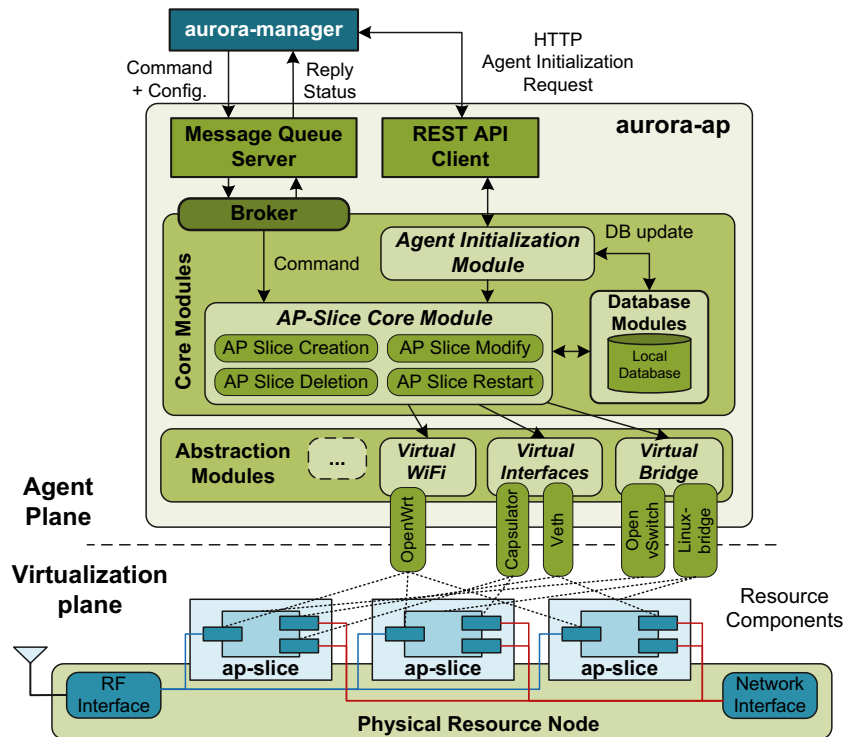 aurora-manager
HTTP
Agent Initialization
Request
Command
+ Config.
Reply
Status
aurora-ap
Message Queue
Server
REST API
Client
Broker
Core Modules
Command
Agent Initialization
Module
DB update
AP-Slice Core Module
AP Slice Creation
AP Slice Modify
AP Slice Deletion
AP Slice Restart
Database
Modules
Local
Database
Abstraction
Modules
...
Virtual
WiFi
Virtual
Interfaces
Virtual
Bridge
Agent
Plane
OpenWrt
Capsulator
Veth
Open
vSwitch
Linux-
bridge
Virtualization
plane
Resource
Components
ap-slice
ap-slice
ap-slice
RF
Interface
Network
Interface
Physical Resource Node